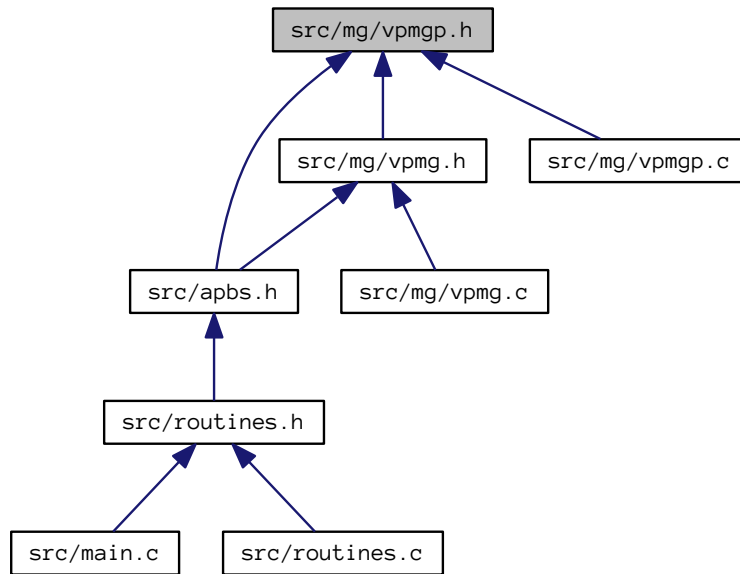 src/mg/vpmgp.h
src/mg/vpmg.h
src/mg/vpmgp.c
src/apbs.h
src/mg/vpmg.c
src/routines.h
src/main.c
src/routines.c